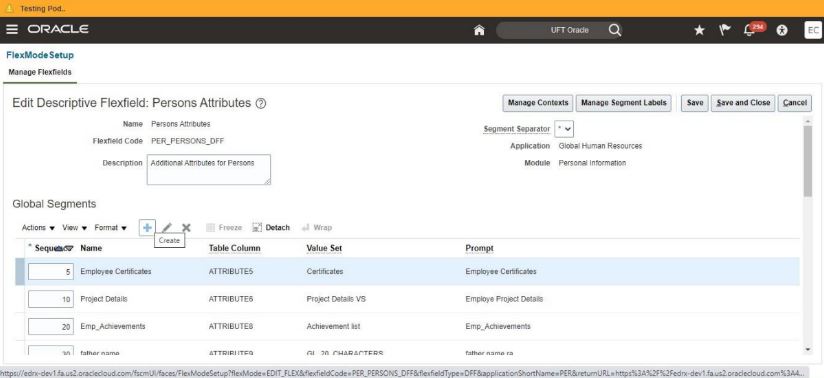 Testing Pod..
ORACLE
UFT Oracle
294
EC
FlexModeSetup
Manage Flexfields
Edit Descriptive Flexfield: Persons Attributes
Manage Contexts Manage Segment Labels Save Save and Close Cancel
Name Persons Attributes
Segment Separator *
Flexfield Code PER_PERSONS_DFF
Application Global Human Resources
Description Additional Attributes for Persons
Module Personal Information
Global Segments
Actions View Format Freeze Detach Wrap
Create
* Sequence Name Table Column Value Set Prompt
5 Employee Certificates ATTRIBUTE5 Certificates Employee Certificates
10 Project Details ATTRIBUTE6 Project Details VS Employe Project Details
20 Emp_Achievements ATTRIBUTE8 Achievement list Emp_Achievements
30 father name ATTRIBUTE9 GL_20_CHARACTERS father name ra
https://edrx-dev1.fa.us2.oraclecloud.com/fscmUI/faces/FlexModeSetup?flexMode=EDIT_FLEX&flexfieldCode=PER_PERSONS_DFF&flexfieldType=DFF&applicationShortName=PER&returnURL=https%3A%2F%2Fedrx-dev1.fa.us2.oraclecloud.com%3A4...